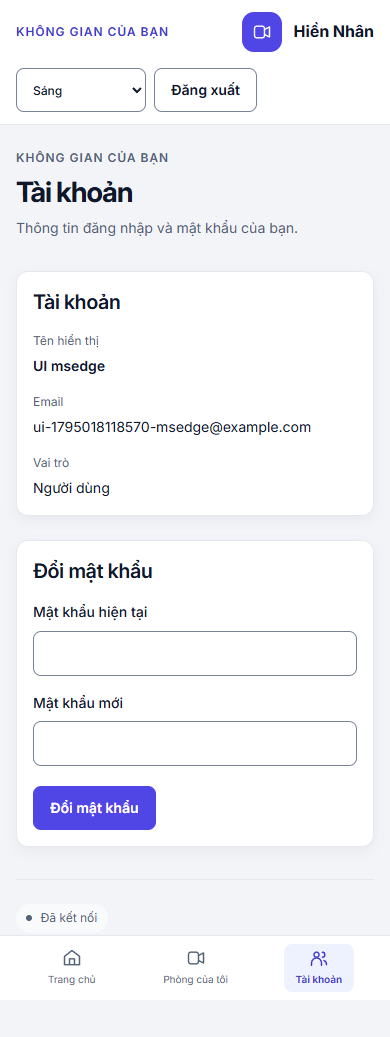 KHÔNG GIAN CỦA BẠN
Hiền Nhân
Sáng
Đăng xuất
KHÔNG GIAN CỦA BẠN
Tài khoản
Thông tin đăng nhập và mật khẩu của bạn.
Tài khoản
Tên hiển thị
UI msedge
Email
ui-1795018118570-msedge@example.com
Vai trò
Người dùng
Đổi mật khẩu
Mật khẩu hiện tại
Mật khẩu mới
Đổi mật khẩu
Đã kết nối
Trang chủ
Phòng của tôi
Tài khoản